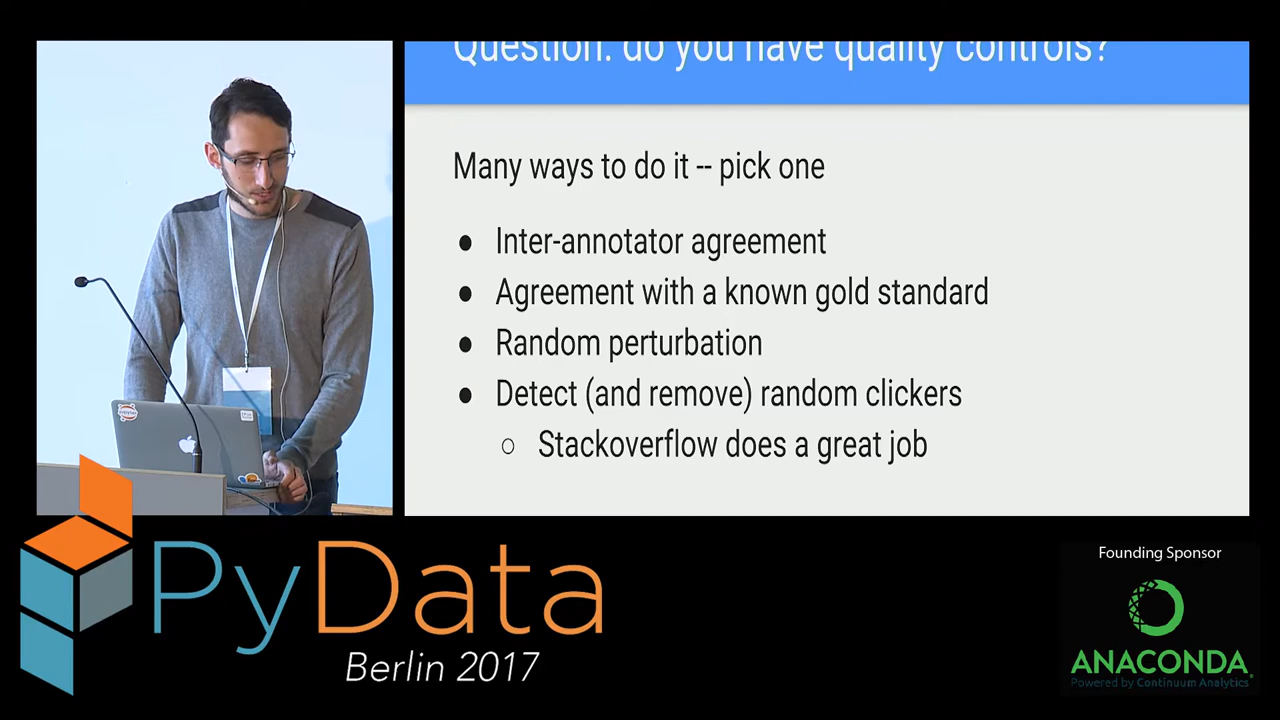 Question: do you have quality controls?
Many ways to do it -- pick one
● Inter-annotator agreement
● Agreement with a known gold standard
● Random perturbation
● Detect (and remove) random clickers
○ Stackoverflow does a great job
PyData
Berlin 2017
Founding Sponsor
ANACONDA
Powered by Continuum Analytics